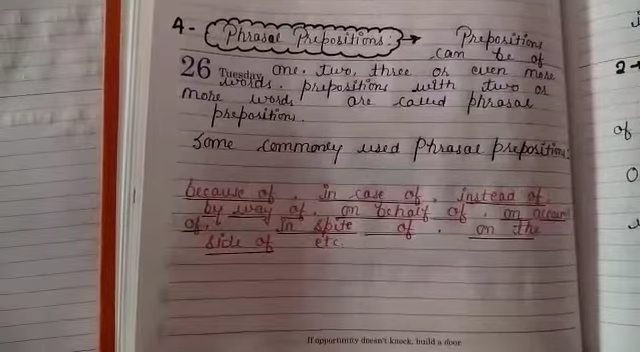 4- Phrasal Prepositions: → Prepositions
can be of
26 Tuesday one. two, three or even more
words. prepositions with two or
more words are called phrasal
prepositions.
Some commonly used Phrasal prepositions:
because of , in case of , instead of,
by way of , on behalf of , on account
of , in spite of , on the
side of etc.
If opportunity doesn't knock, build a door
2
of